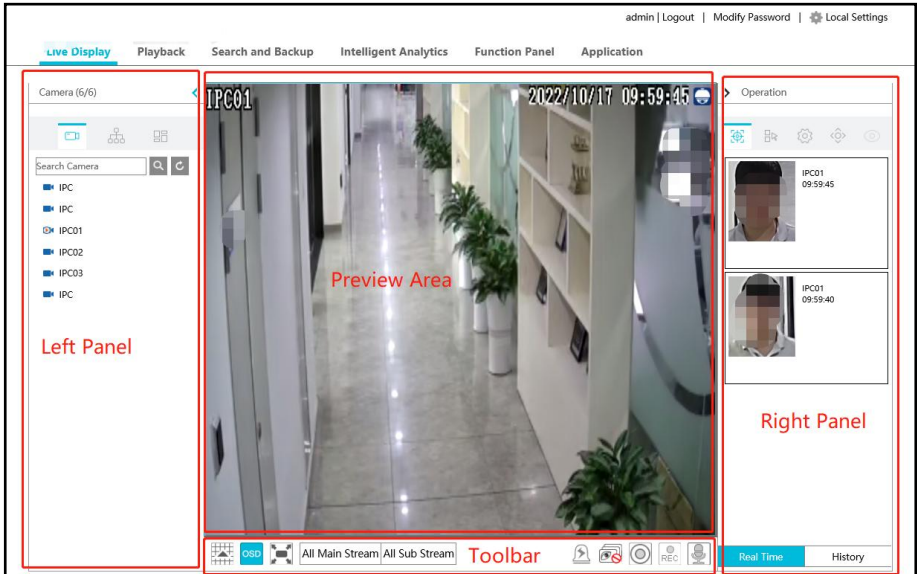 admin | Logout | Modify Password | Local Settings
Live Display Playback Search and Backup Intelligent Analytics Function Panel Application
Camera (6/6)
Search Camera
IPC
IPC
IPC01
IPC02
IPC03
IPC
Left Panel
IPC01 2022/10/17 09:59:45
Preview Area
OSD All Main Stream All Sub Stream Toolbar REC
Operation
IPC01
09:59:45
IPC01
09:59:40
Right Panel
Real Time History